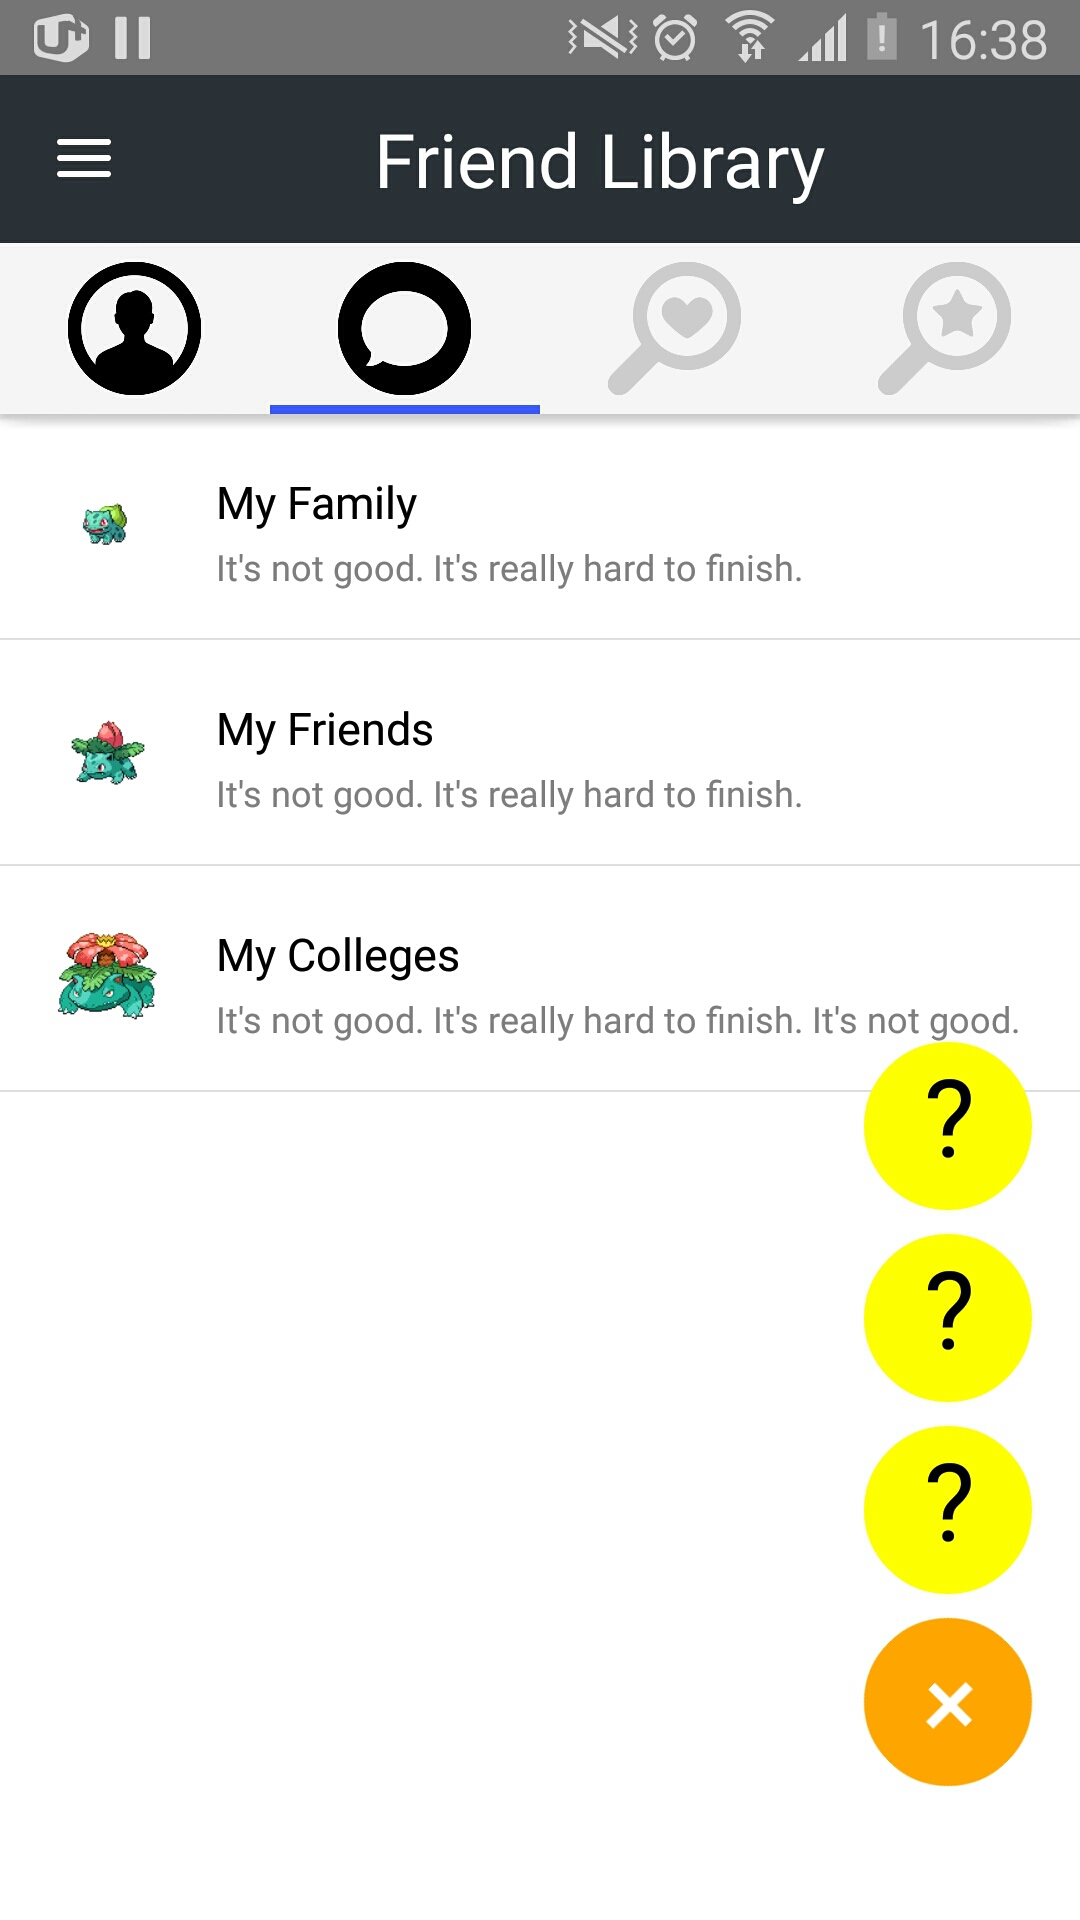 U+ 16:38
Friend Library
My Family
It's not good. It's really hard to finish.
My Friends
It's not good. It's really hard to finish.
My Colleges
It's not good. It's really hard to finish. It's not good.
?
?
?